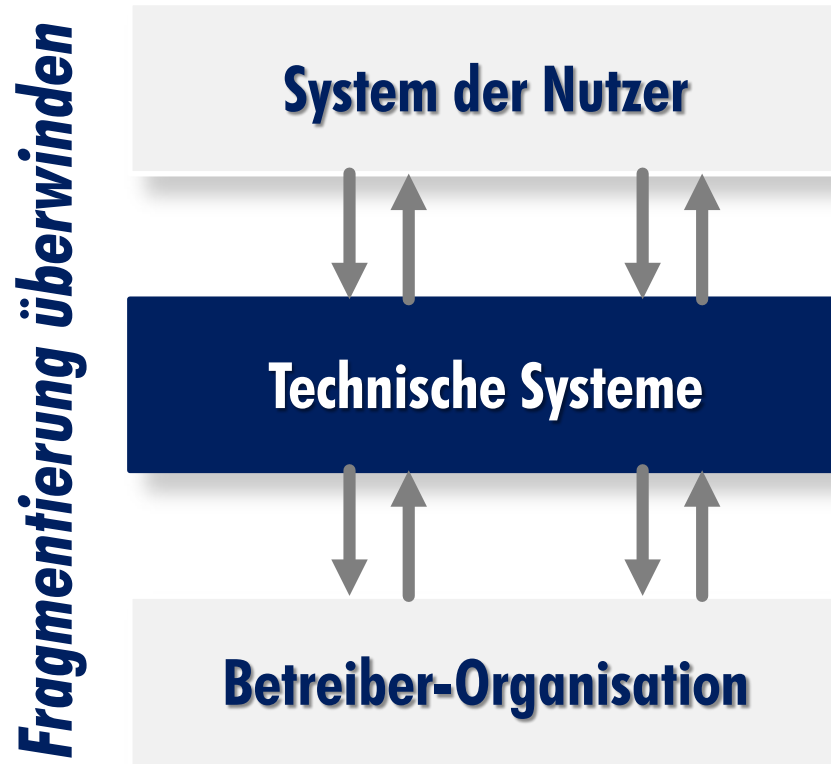 Fragmentierung überwinden
System der Nutzer
Technische Systeme
Betreiber-Organisation